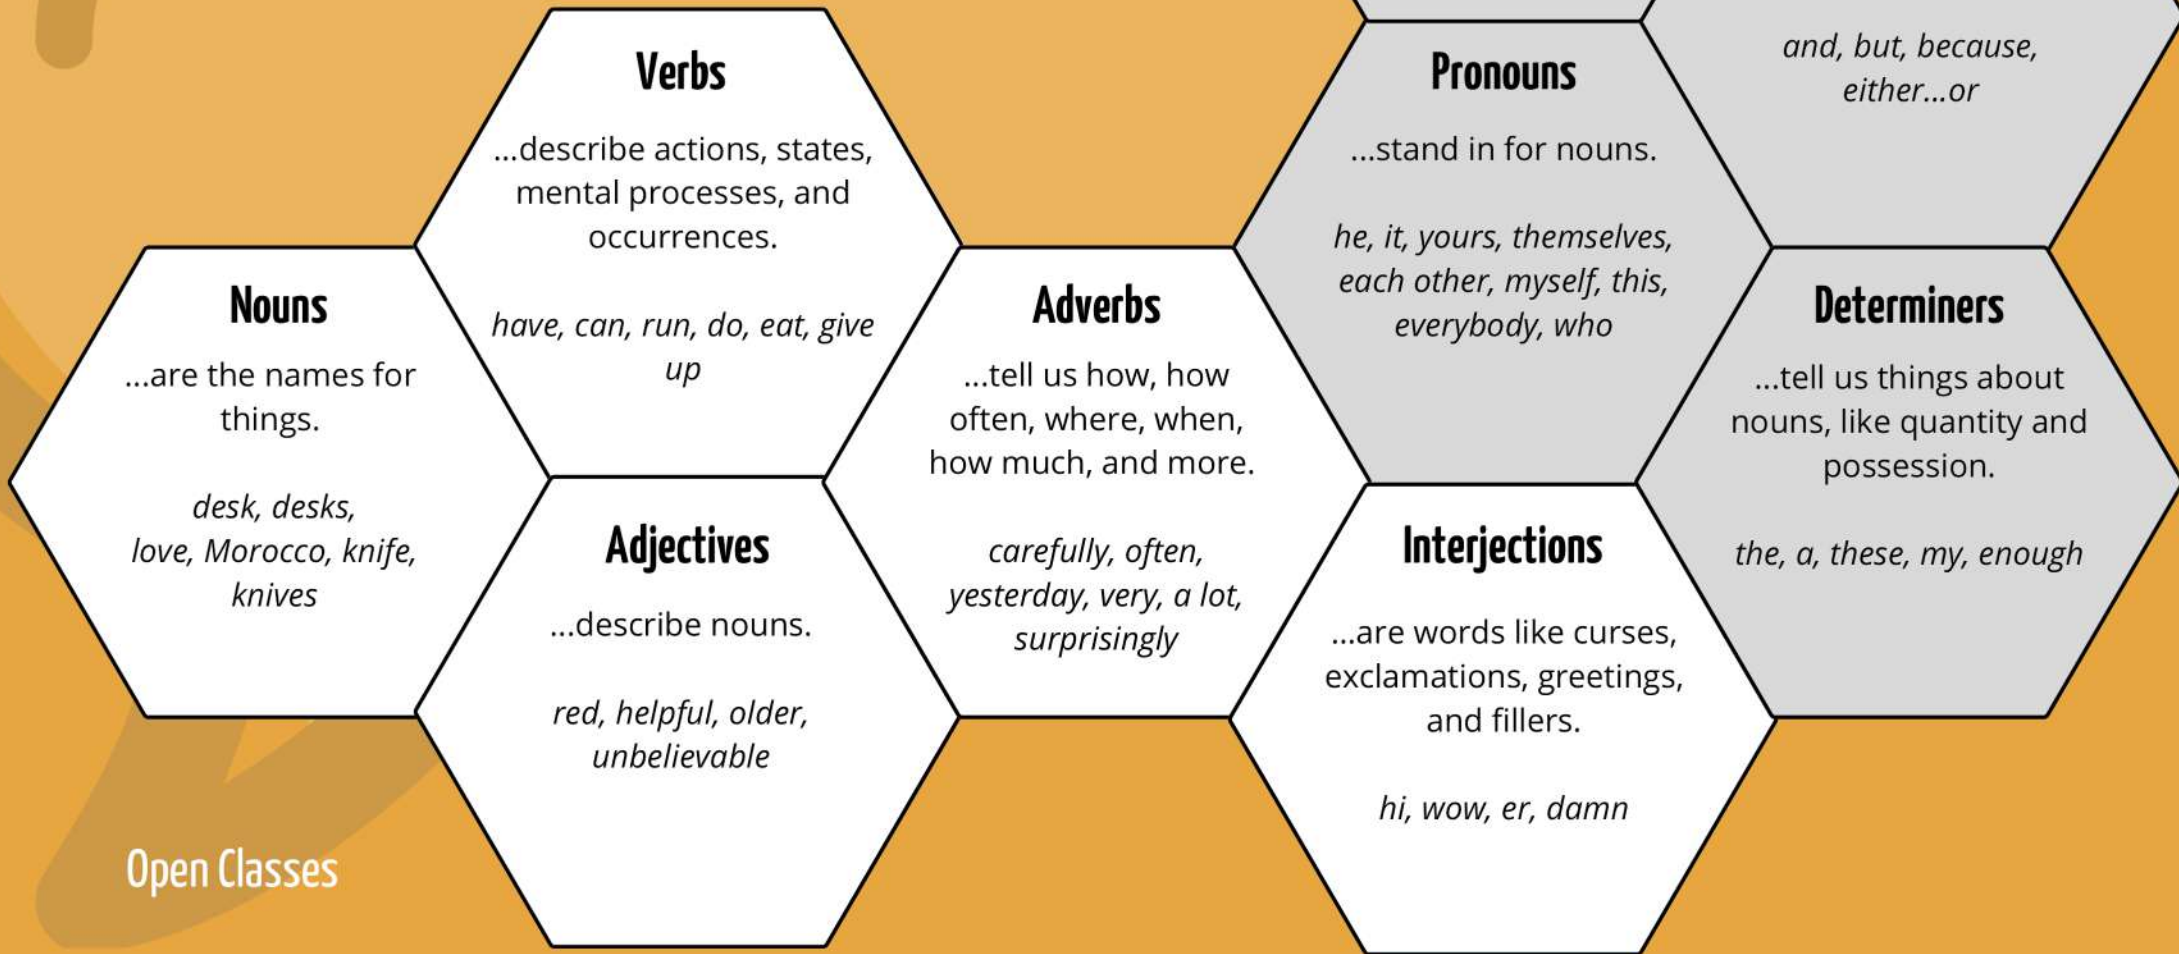 Verbs
...describe actions, states,
mental processes, and
occurrences.
have, can, run, do, eat, give
up
Pronouns
...stand in for nouns.
he, it, yours, themselves,
each other, myself, this,
everybody, who
and, but, because,
either...or
Nouns
...are the names for
things.
desk, desks,
love, Morocco, knife,
knives
Adverbs
...tell us how, how
often, where, when,
how much, and more.
carefully, often,
yesterday, very, a lot,
surprisingly
Determiners
...tell us things about
nouns, like quantity and
possession.
the, a, these, my, enough
Adjectives
...describe nouns.
red, helpful, older,
unbelievable
Interjections
...are words like curses,
exclamations, greetings,
and fillers.
hi, wow, er, damn
Open Classes